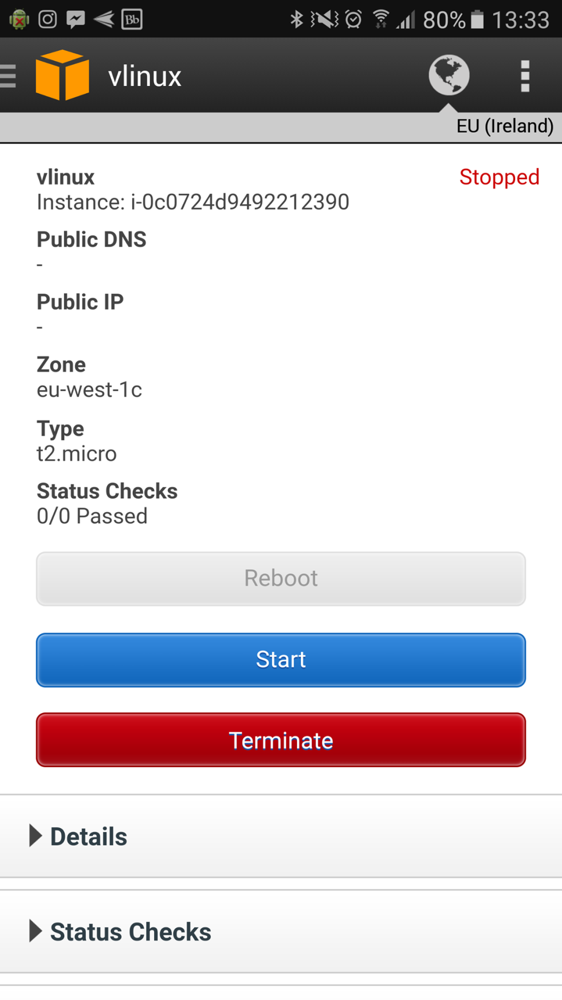 Bb 80% 13:33
vlinux
EU (Ireland)
vlinux Stopped
Instance: i-0c0724d9492212390
Public DNS
-
Public IP
-
Zone
eu-west-1c
Type
t2.micro
Status Checks
0/0 Passed
Reboot
Start
Terminate
Details
Status Checks